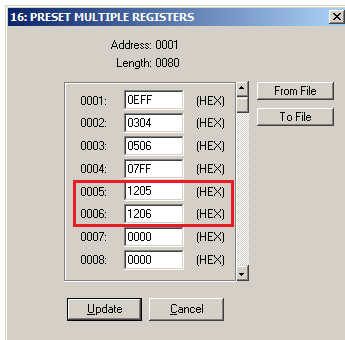 16: PRESET MULTIPLE REGISTERS
Address: 0001
Length: 0080
0001: 0EFF (HEX)
0002: 0304 (HEX)
0003: 0506 (HEX)
0004: 07FF (HEX)
0005: 1205 (HEX)
0006: 1206 (HEX)
0007: 0000 (HEX)
0008: 0000 (HEX)
From File
To File
Update Cancel